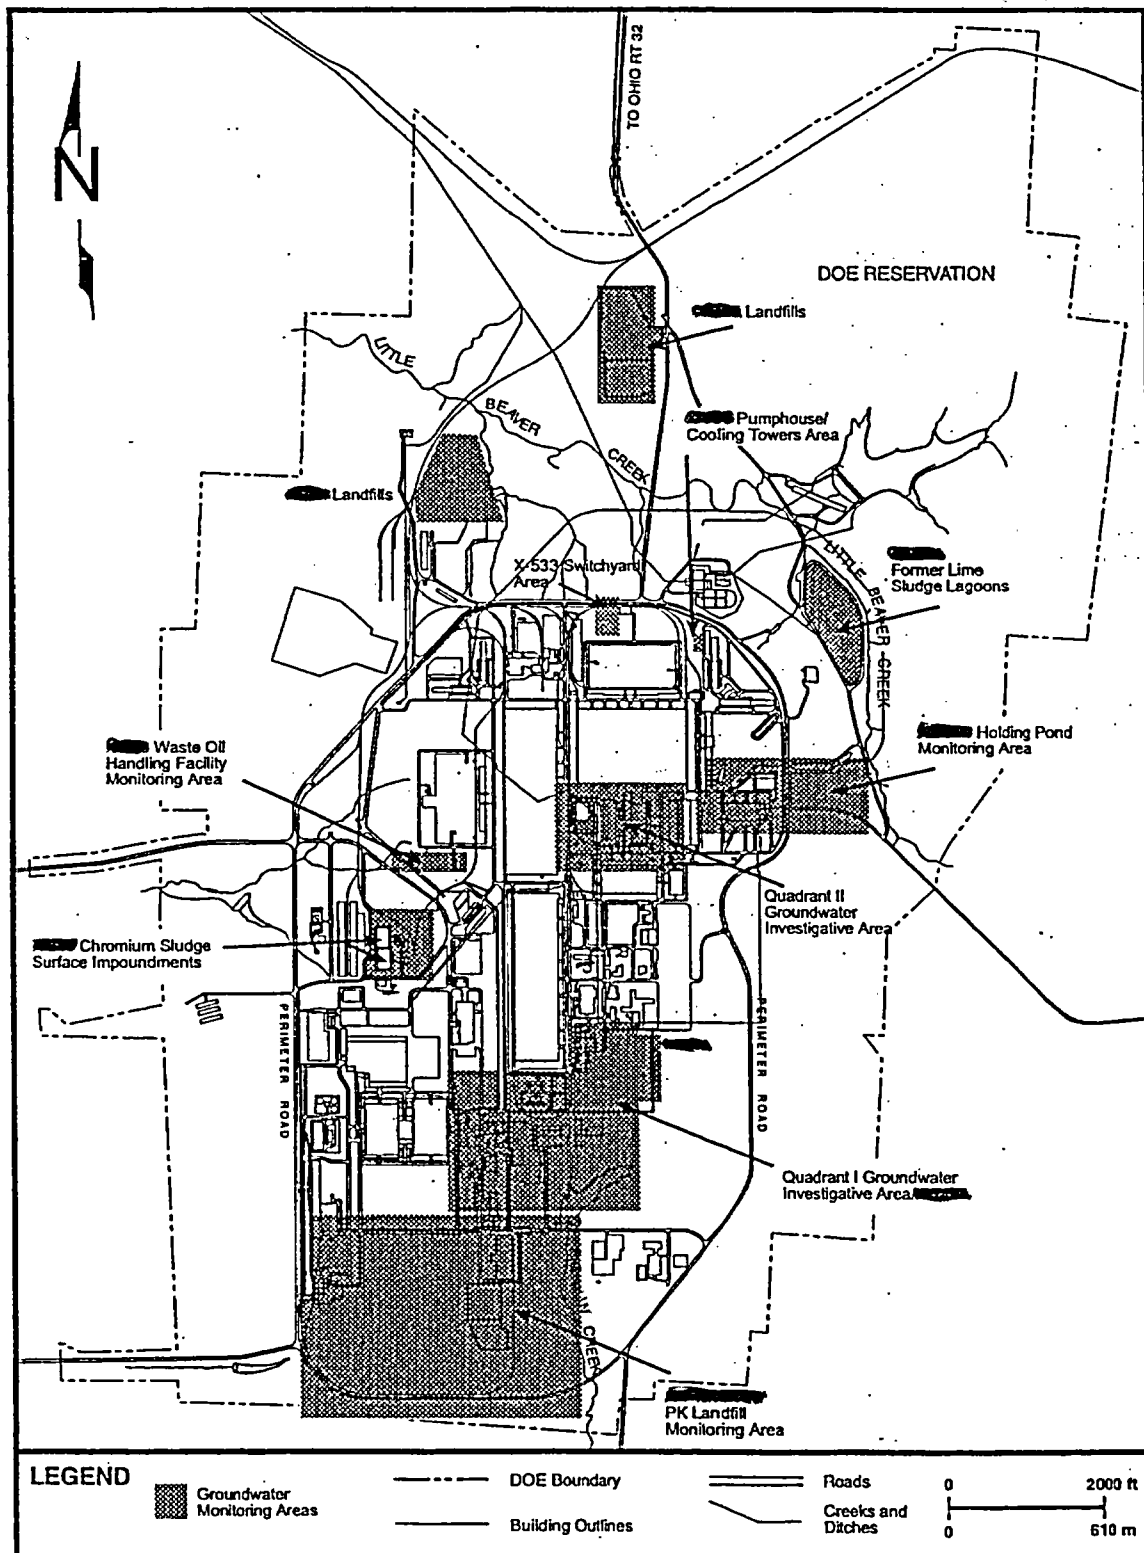 TO OHIO RT 32
N
DOE RESERVATION
Landfills
LITTLE
BEAVER
CREEK
Pumphouse/
Cooling Towers Area
Landfills
X-533 Switchyard
Area
LITTLE BEAVER CREEK
Former Lime
Sludge Lagoons
Holding Pond
Monitoring Area
Waste Oil
Handling Facility
Monitoring Area
Quadrant II
Groundwater
Investigative Area
Chromium Sludge
Surface Impoundments
PERIMETER ROAD
PERIMETER ROAD
Quadrant I Groundwater
Investigative Area
CREEK
PK Landfill
Monitoring Area
LEGEND
Groundwater
Monitoring Areas
DOE Boundary
Building Outlines
Roads
Creeks and
Ditches
0 2000 ft
0 610 m